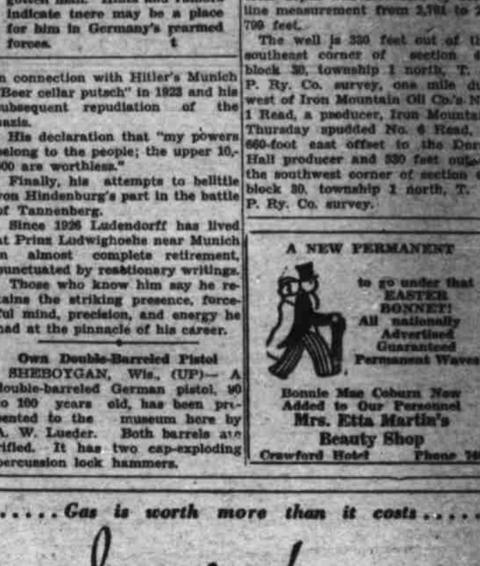 indicate there may be a place
for him in Germany's rearmed
forces.
n connection with Hitler's Munich
"Beer cellar putsch" in 1923 and his
subsequent repudiation of the
nazis.
His declaration that "my powers
belong to the people; the upper 10,-
000 are worthless."
Finally, his attempts to belittle
von Hindenburg's part in the battle
of Tannenberg.
Since 1926 Ludendorff has lived
at Prinz Ludwighoehe near Munich
in almost complete retirement,
punctuated by reactionary writings.
Those who know him say he re-
tains the striking presence, force-
ful mind, precision, and energy he
had at the pinnacle of his career.
Own Double-Barreled Pistol
SHEBOYGAN, Wis., (UP)— A
double-barreled German pistol, 90
to 100 years old, has been pre-
sented to the museum here by
A. W. Lueder. Both barrels are
rifled. It has two cap-exploding
percussion lock hammers.
line measurement from
799 feet.
The well is 330 feet out of
southeast corner of section
block 30, township 1 north, T.
P. Ry. Co. survey, one mile
west of Iron Mountain Oil Co.'s
1 Read, a producer, Iron Mountain
Thursday spudded No. 6 Read,
660-foot east offset to the
Hall producer and 330 feet
the southwest corner of section
block 30, township 1 north, T.
P. Ry. Co. survey.
A NEW PERMANENT
to go under that
EASTER
BONNET!
All nationally
Advertised
Guaranteed
Permanent Waves
Bonnie Mae Coburn Now
Added to Our Personnel
Mrs. Etta Martin's
Beauty Shop
Crawford Hotel Phone
.....Gas is worth more than it costs.....